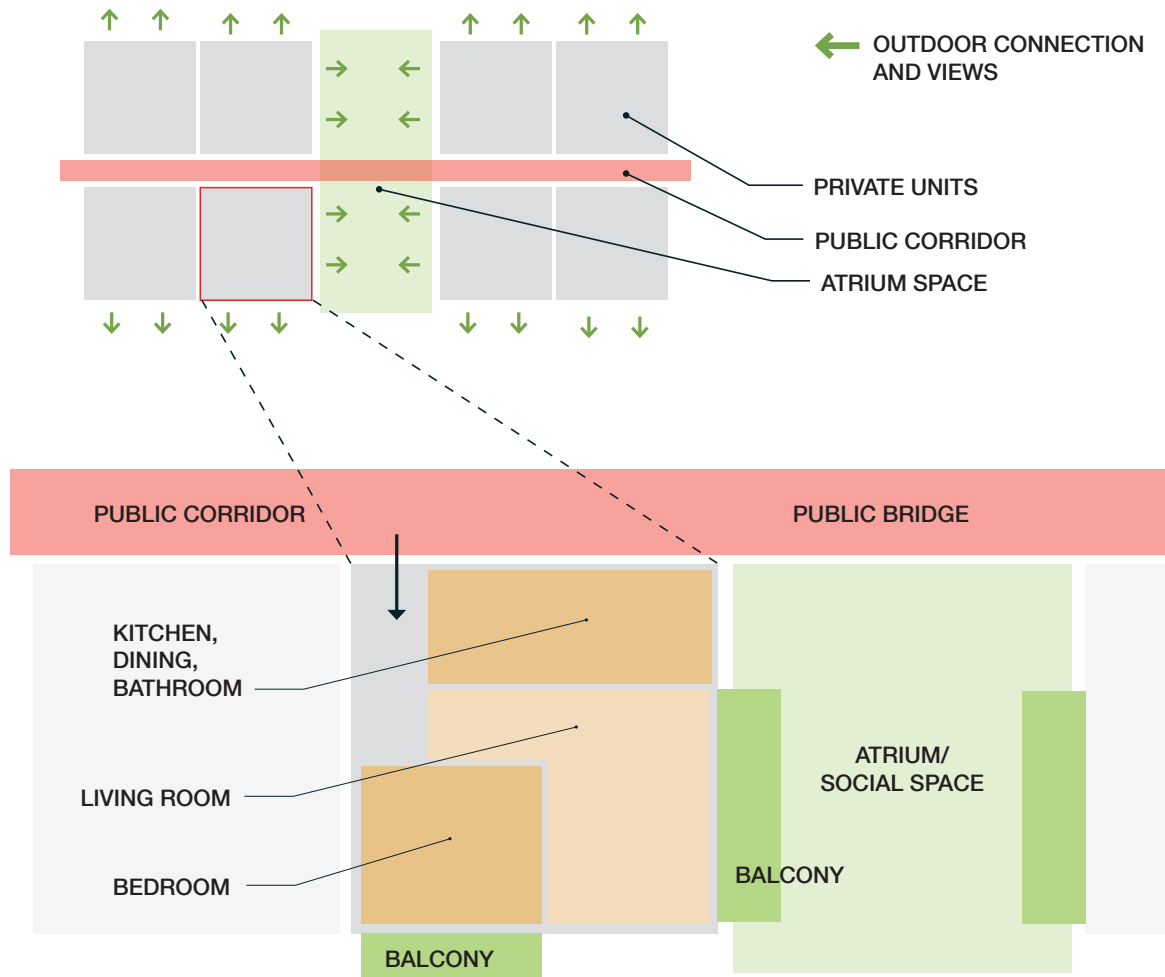 OUTDOOR CONNECTION
AND VIEWS
PRIVATE UNITS
PUBLIC CORRIDOR
ATRIUM SPACE
PUBLIC CORRIDOR
PUBLIC BRIDGE
KITCHEN,
DINING,
BATHROOM
LIVING ROOM
BEDROOM
BALCONY
ATRIUM/
SOCIAL SPACE
BALCONY